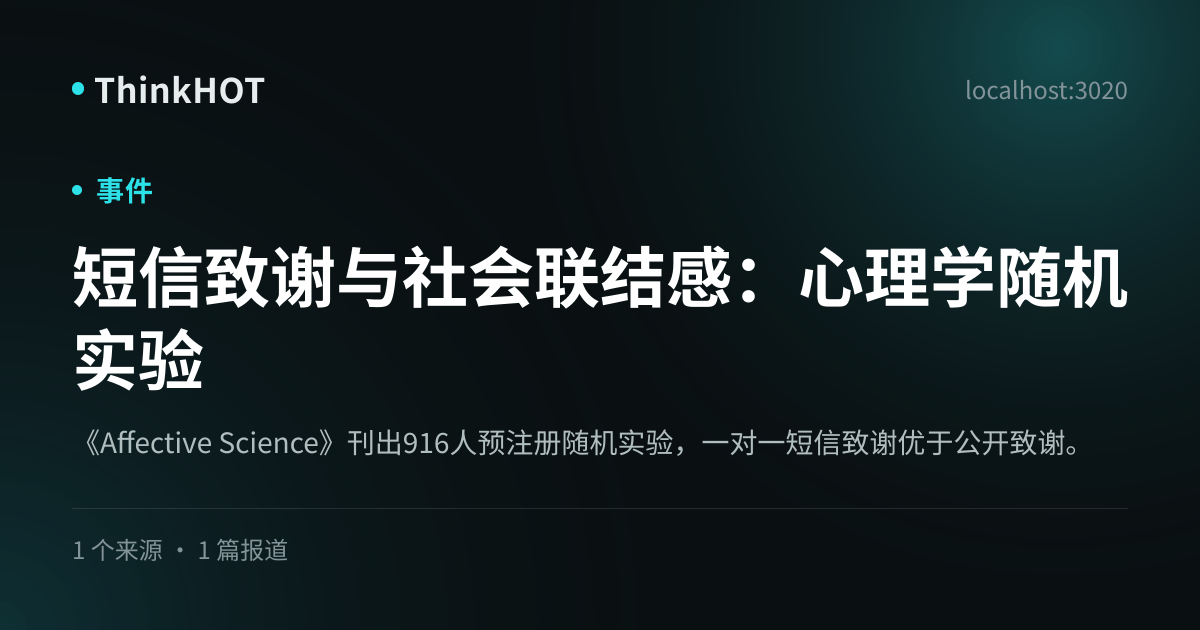 ThinkHOT
localhost:3020
事件
短信致谢与社会联结感：心理学随机
实验
《Affective Science》刊出916人预注册随机实验，一对一短信致谢优于公开致谢。
1 个来源 · 1 篇报道